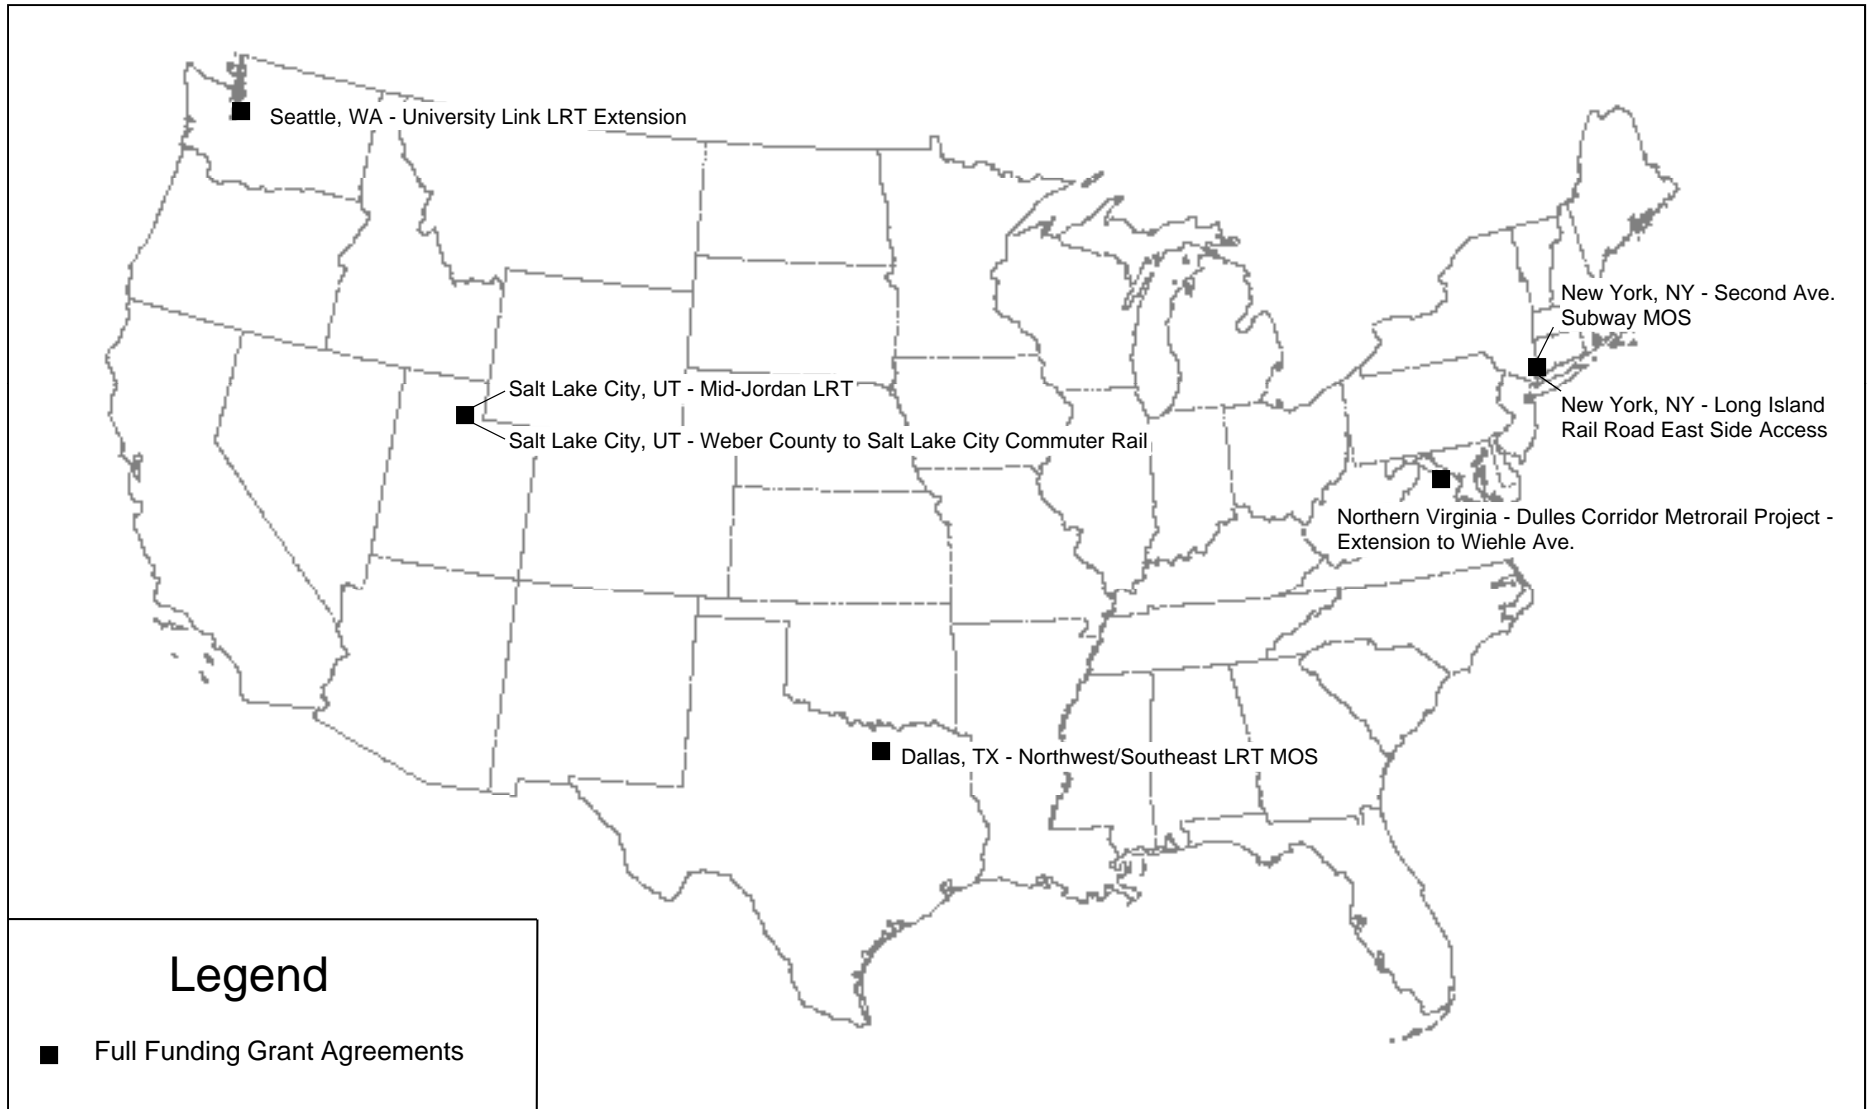 Seattle, WA - University Link LRT Extension
New York, NY - Second Ave.
Subway MOS
Salt Lake City, UT - Mid-Jordan LRT
New York, NY - Long Island
Rail Road East Side Access
Salt Lake City, UT - Weber County to Salt Lake City Commuter Rail
Northern Virginia - Dulles Corridor Metrorail Project -
Extension to Wiehle Ave.
Dallas, TX - Northwest/Southeast LRT MOS
Legend
Full Funding Grant Agreements